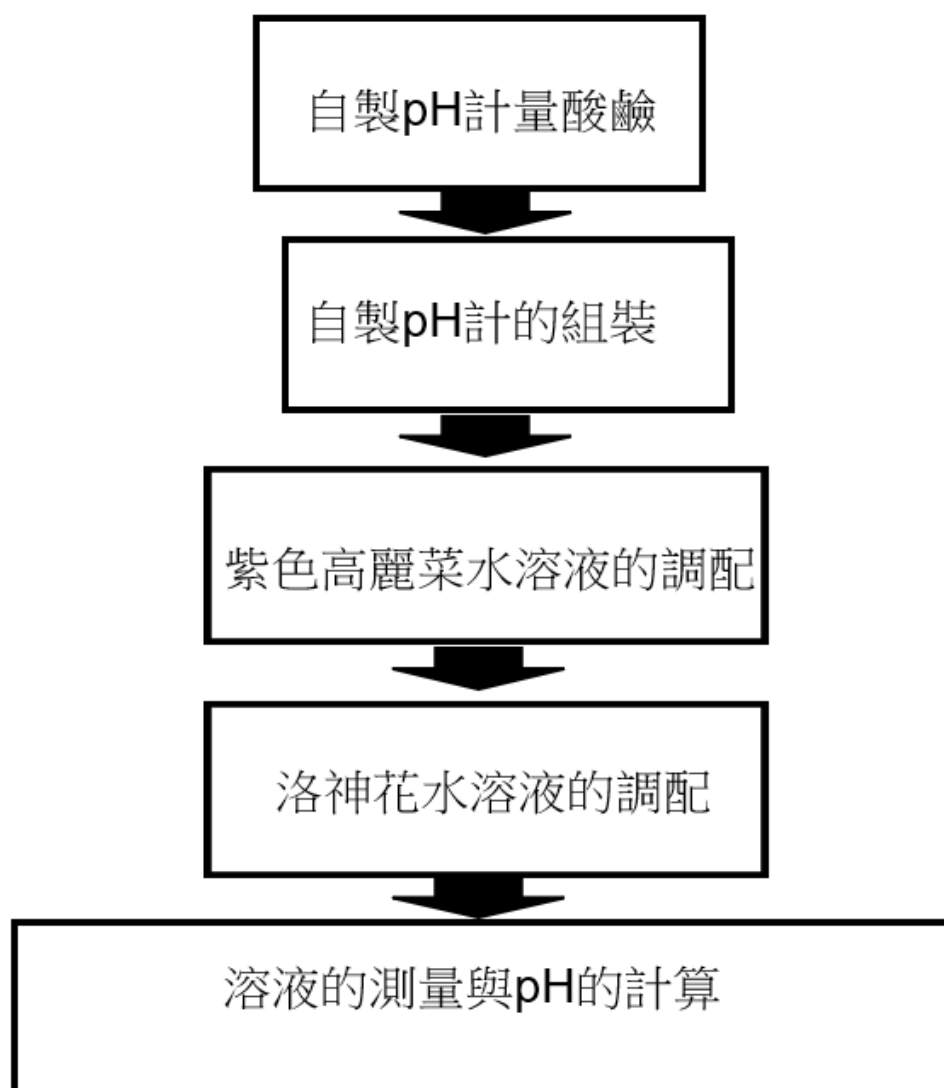 自製pH計量酸鹼
自製pH計的組裝
紫色高麗菜水溶液的調配
洛神花水溶液的調配
溶液的測量與pH的計算